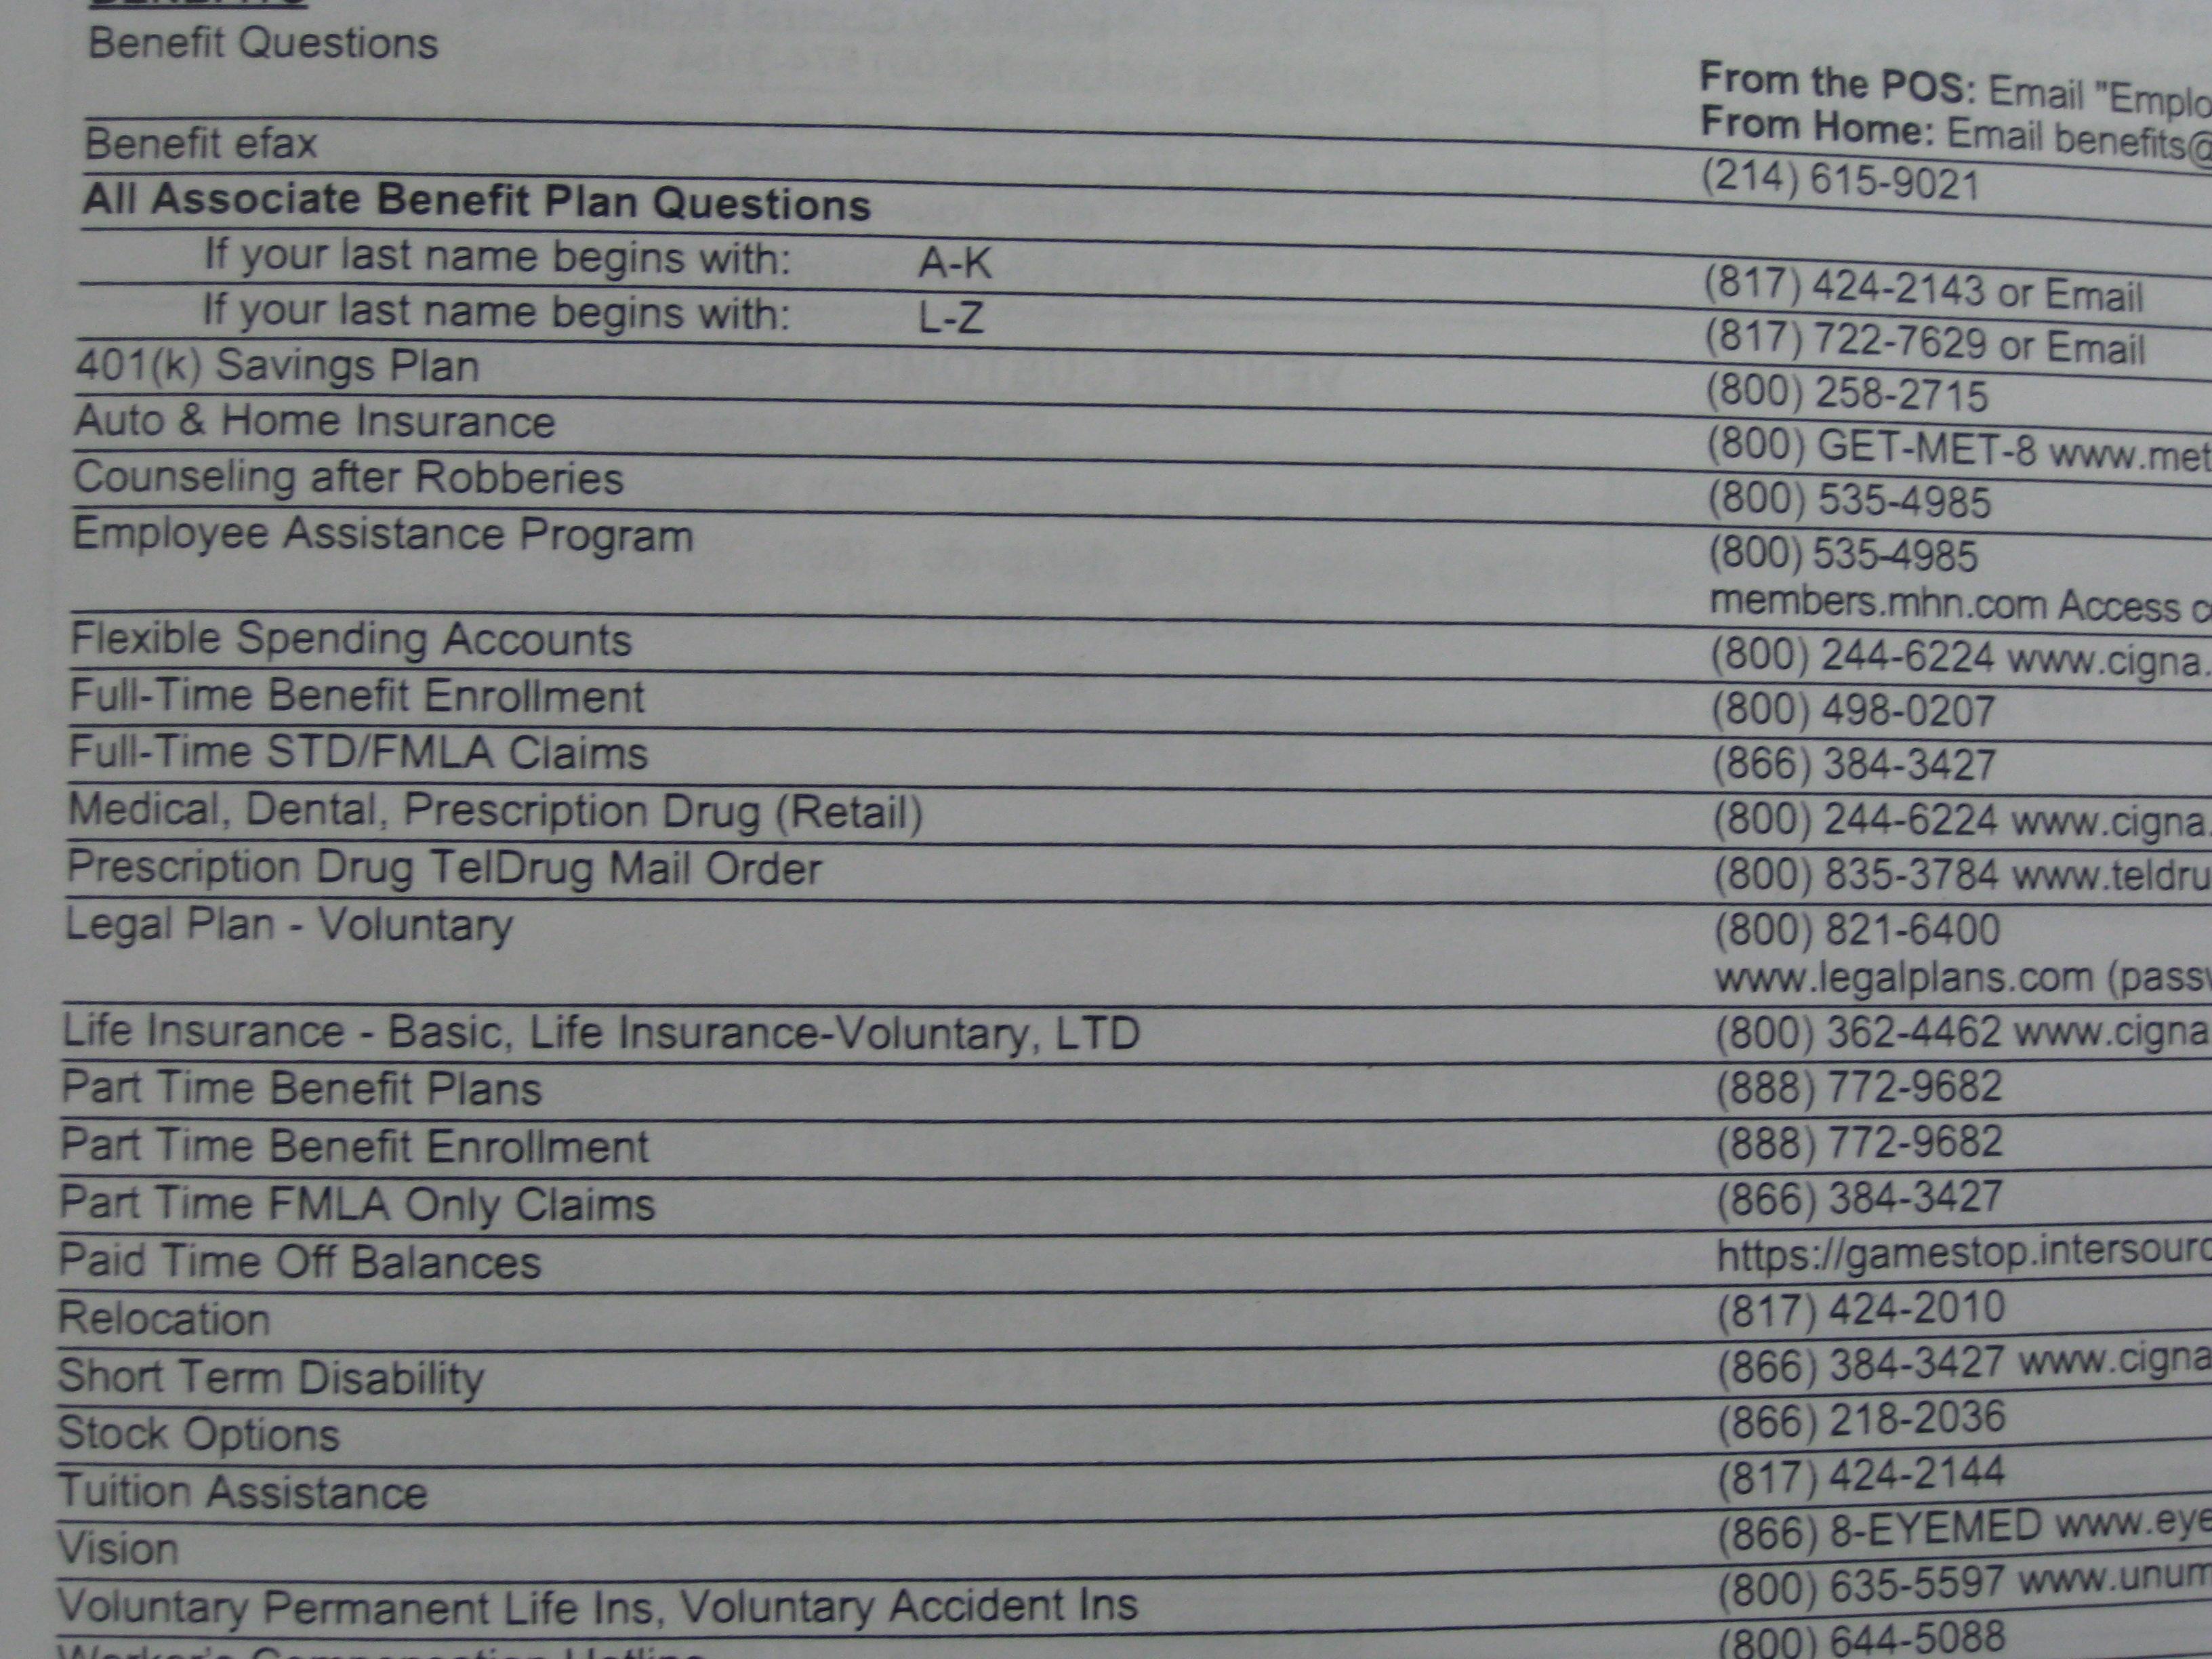 BENEFITS
Benefit Questions
From the POS: Email "Emplo
From Home: Email benefits@
Benefit efax (214) 615-9021
All Associate Benefit Plan Questions
If your last name begins with: A-K (817) 424-2143 or Email
If your last name begins with: L-Z (817) 722-7629 or Email
401(k) Savings Plan (800) 258-2715
Auto & Home Insurance (800) GET-MET-8 www.met
Counseling after Robberies (800) 535-4985
Employee Assistance Program (800) 535-4985
members.mhn.com Access c
Flexible Spending Accounts (800) 244-6224 www.cigna.
Full-Time Benefit Enrollment (800) 498-0207
Full-Time STD/FMLA Claims (866) 384-3427
Medical, Dental, Prescription Drug (Retail) (800) 244-6224 www.cigna.
Prescription Drug TelDrug Mail Order (800) 835-3784 www.teldru
Legal Plan - Voluntary (800) 821-6400
www.legalplans.com (passw
Life Insurance - Basic, Life Insurance-Voluntary, LTD (800) 362-4462 www.cigna
Part Time Benefit Plans (888) 772-9682
Part Time Benefit Enrollment (888) 772-9682
Part Time FMLA Only Claims (866) 384-3427
Paid Time Off Balances https://gamestop.intersourc
Relocation (817) 424-2010
Short Term Disability (866) 384-3427 www.cigna
Stock Options (866) 218-2036
Tuition Assistance (817) 424-2144
Vision (866) 8-EYEMED www.eye
Voluntary Permanent Life Ins, Voluntary Accident Ins (800) 635-5597 www.unum
Worker's Compensation Hotline (800) 644-5088